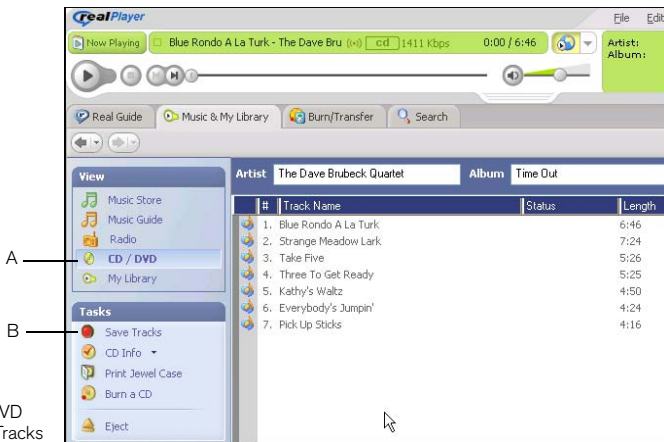 realPlayer
File Edit
Now Playing Blue Rondo A La Turk - The Dave Bru cd 1411 Kbps 0:00 / 6:46
Artist:
Album:
Real Guide Music & My Library Burn/Transfer Search
View
Music Store
Music Guide
Radio
A CD / DVD
My Library
Tasks
B Save Tracks
CD Info
Print Jewel Case
Burn a CD
Eject
VD
Tracks
Artist The Dave Brubeck Quartet Album Time Out
# Track Name Status Length
1. Blue Rondo A La Turk 6:46
2. Strange Meadow Lark 7:24
3. Take Five 5:26
4. Three To Get Ready 5:25
5. Kathy's Waltz 4:50
6. Everybody's Jumpin' 4:24
7. Pick Up Sticks 4:16